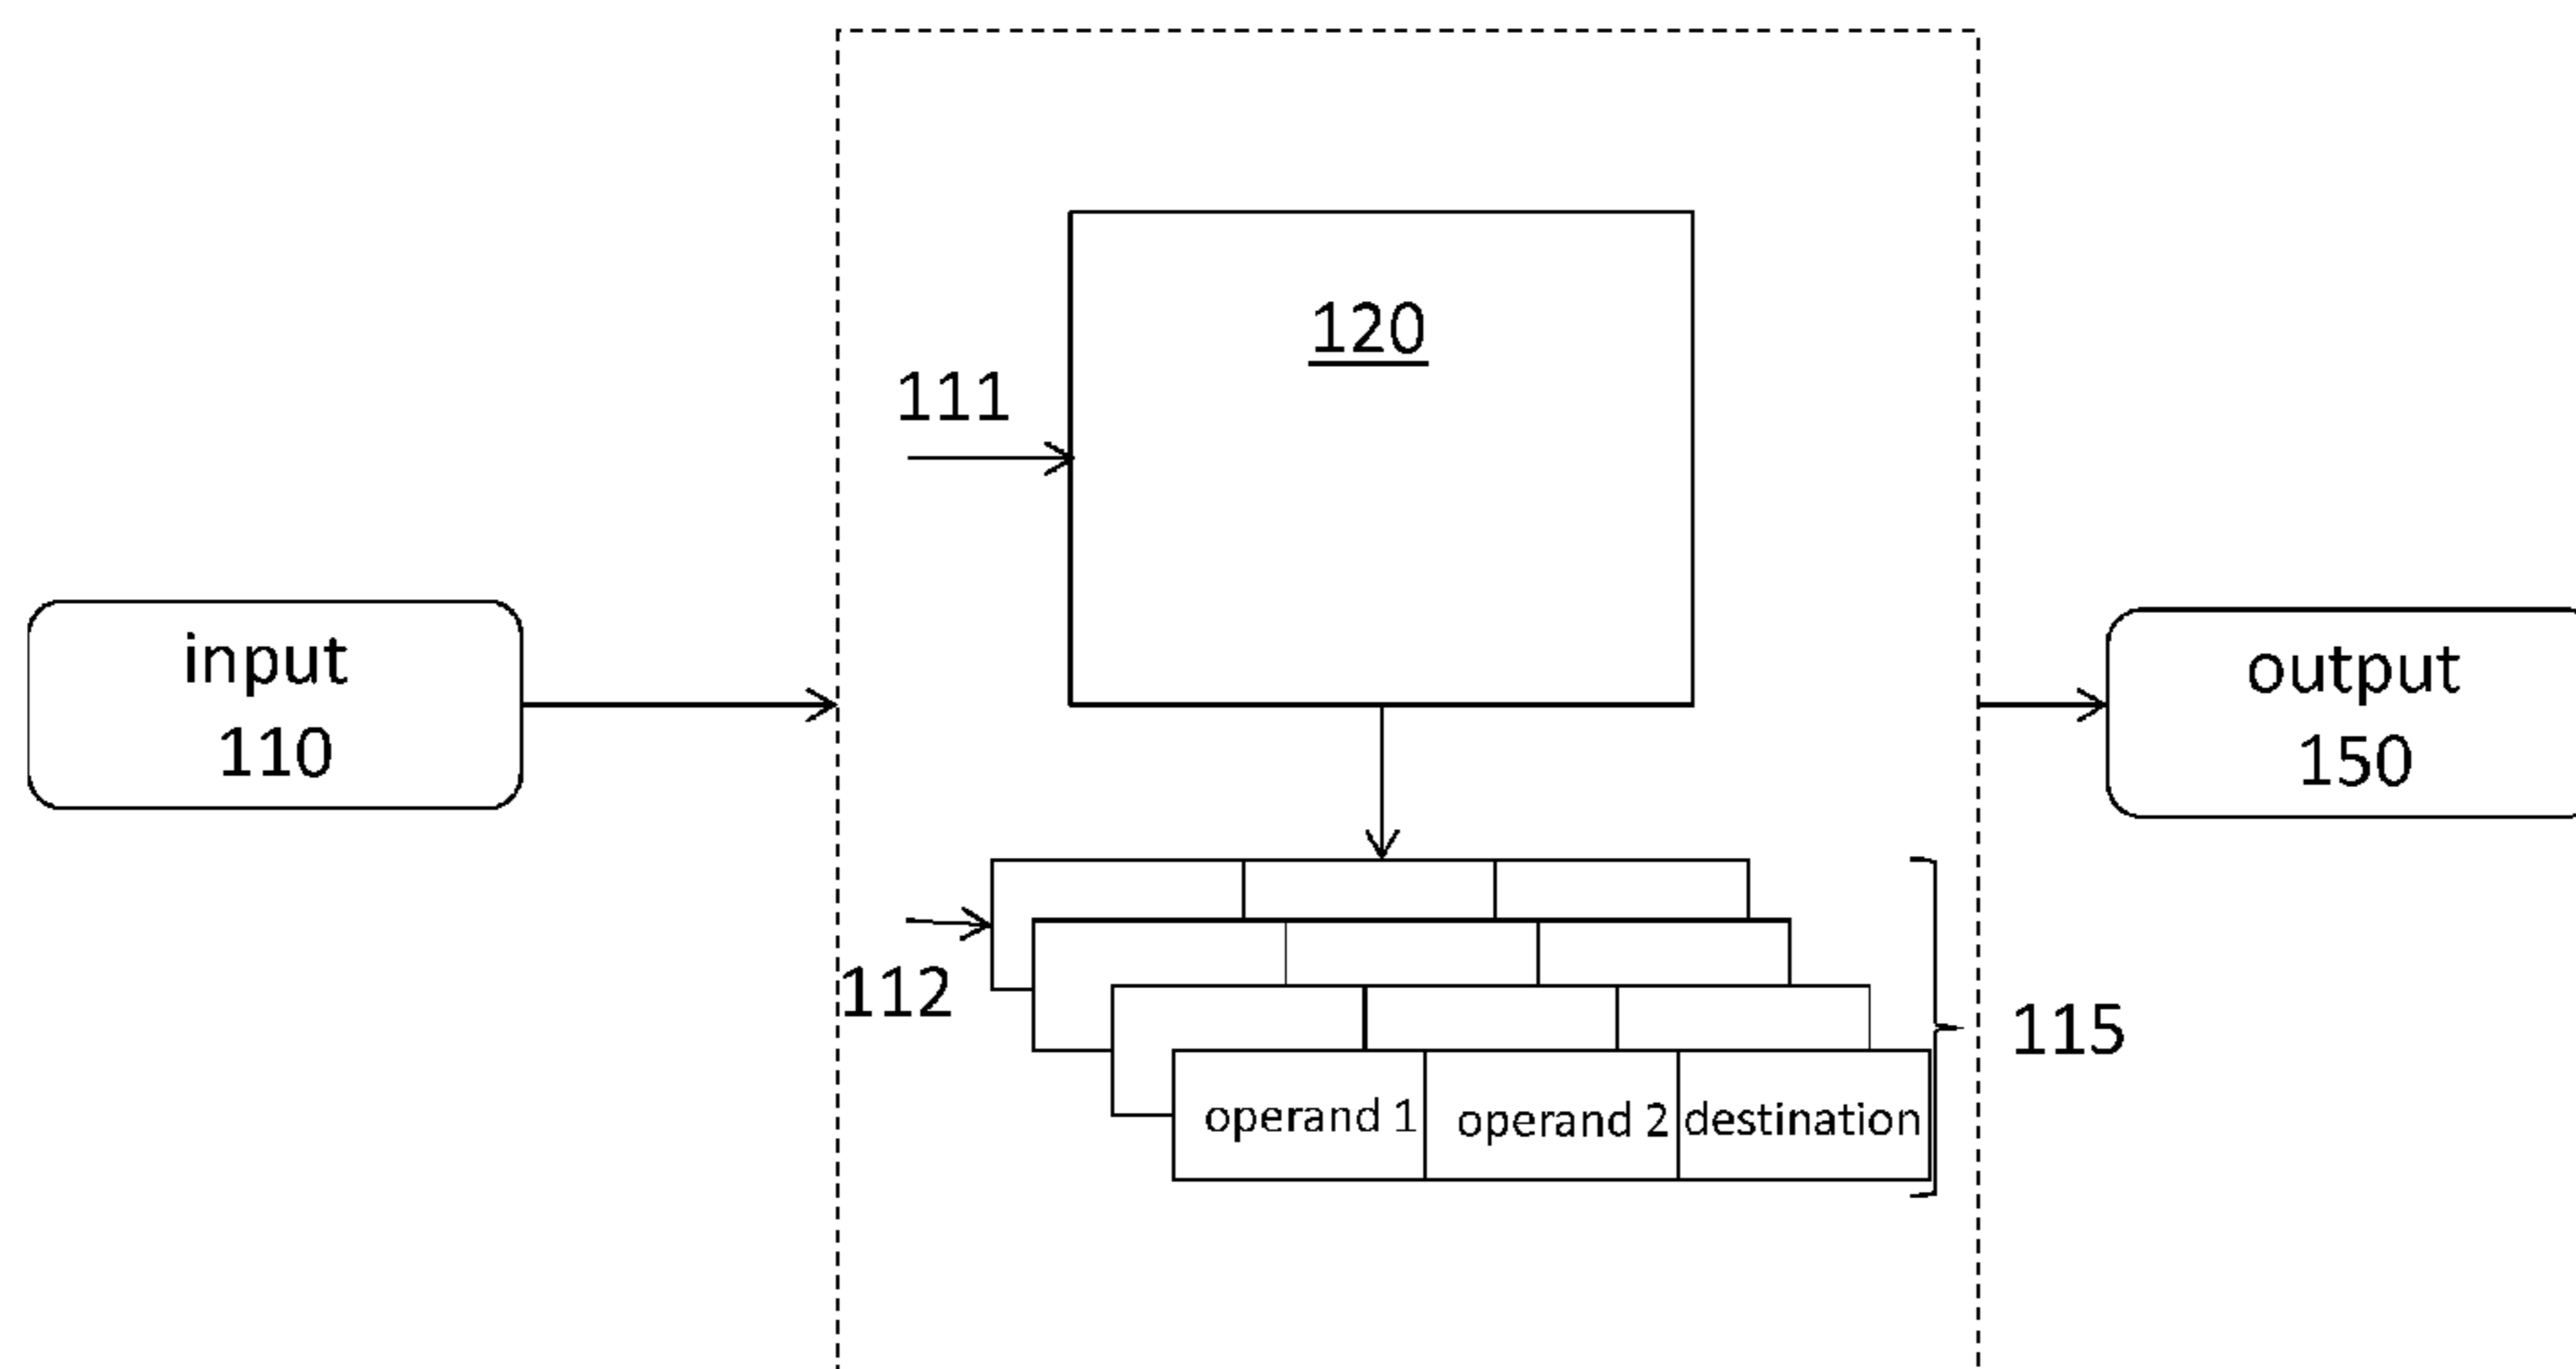 120
111
input
110
output
150
112
115
operand 1
operand 2
destination